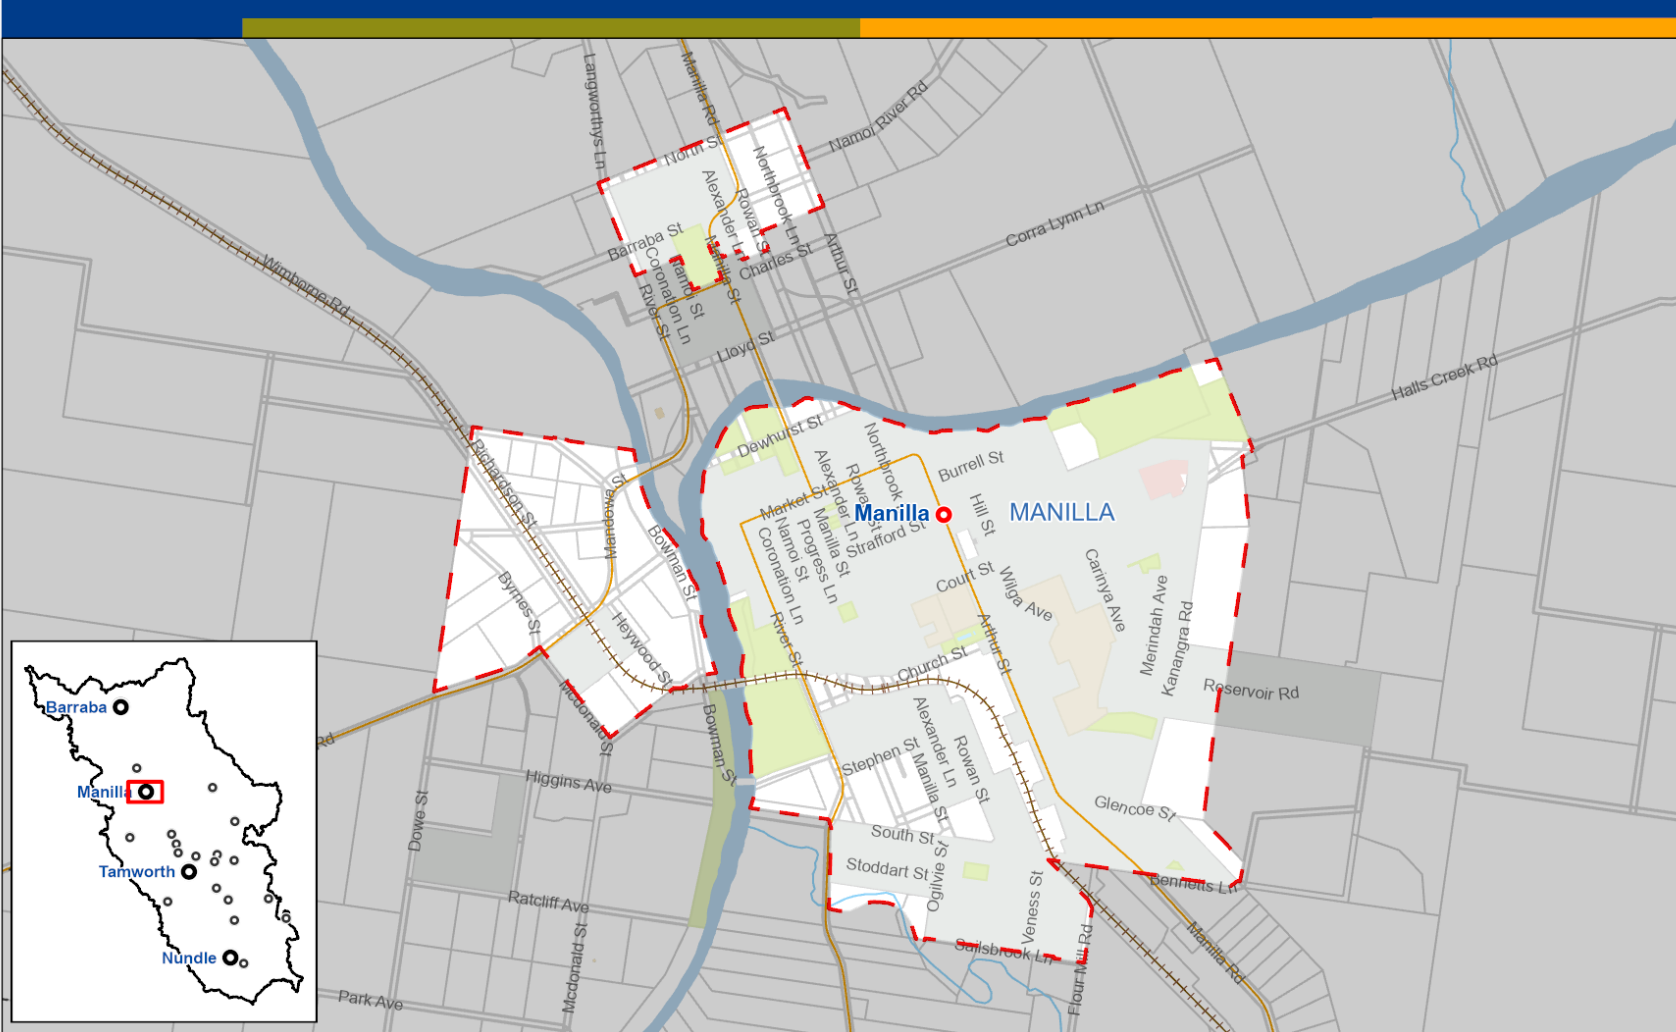 Langworthys Ln
Manilla Rd
Namoi River Rd
North St
Northbrook Ln
Alexander Ln
Rowan St
Barraba St
Corra Lynn Ln
Wimborne Rd
Charles St
Arthur St
Manilla St
Namoi St
Coronation Ln
River St
Lloyd St
Halls Creek Rd
Dewhurst St
Northbrook
Burrell St
Richardson St
Alexander Ln
Rowan St
Market St
Manilla
MANILLA
Hill St
Manduowa St
Bowman St
Strafford St
Manilla St
Progress Ln
Namoi St
Coronation Ln
Court St
Wilga Ave
Carinya Ave
Merindah Ave
Kanangra Rd
Byrnes St
Heywood St
River St
Arthur St
Church St
Reservoir Rd
Mcdonald St
Bowman St
Alexander Ln
Rowan St
Stephen St
Manilla St
Rd
Higgins Ave
Glencoe St
Dowe St
South St
Stoddart St
Ogilvie St
Veness St
Bennetts Ln
Ratcliff Ave
Sailsbrook Ln
Flour Mill Rd
Manilla Rd
Mcdonald St
Park Ave
Barraba
Manilla
Tamworth
Nundle